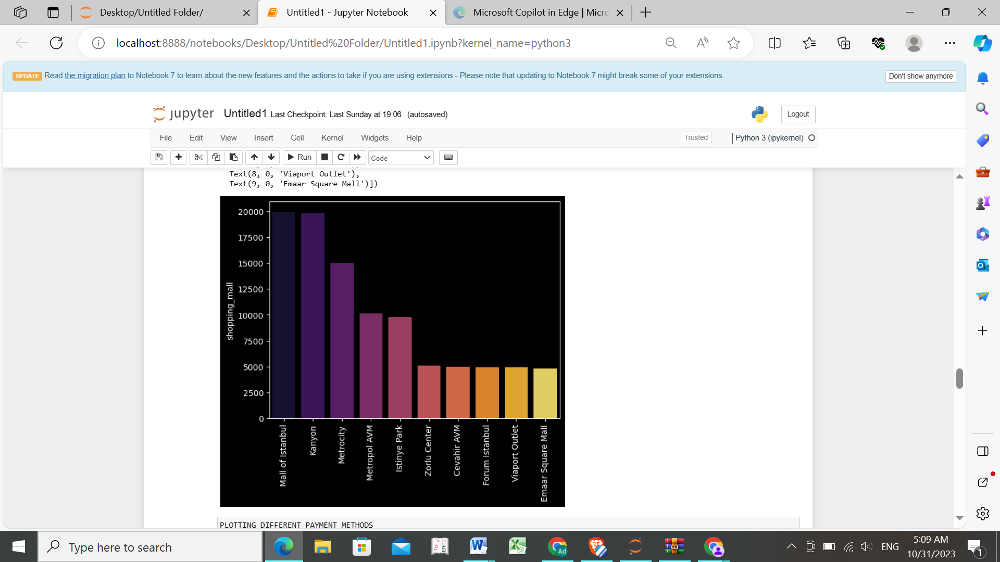 Desktop/Untitled Folder/
Untitled1 - Jupyter Notebook
Microsoft Copilot in Edge | Micro
localhost:8888/notebooks/Desktop/Untitled%20Folder/Untitled1.ipynb?kernel_name=python3
UPDATE Read the migration plan to Notebook 7 to learn about the new features and the actions to take if you are using extensions - Please note that updating to Notebook 7 might break some of your extensions.
Don't show anymore
jupyter Untitled1 Last Checkpoint: Last Sunday at 19:06 (autosaved)
Logout
File Edit View Insert Cell Kernel Widgets Help
Trusted
Python 3 (ipykernel)
Run
Code
Text(8, 0, 'Viaport Outlet'),
Text(9, 0, 'Emaar Square Mall')])
shopping_mall
20000
17500
15000
12500
10000
7500
5000
2500
0
Mall of Istanbul
Kanyon
Metrocity
Metropol AVM
Istinye Park
Zorlu Center
Cevahir AVM
Forum Istanbul
Viaport Outlet
Emaar Square Mall
PLOTTING DIFFERENT PAYMENT METHODS
Type here to search
ENG
5:09 AM
10/31/2023
1